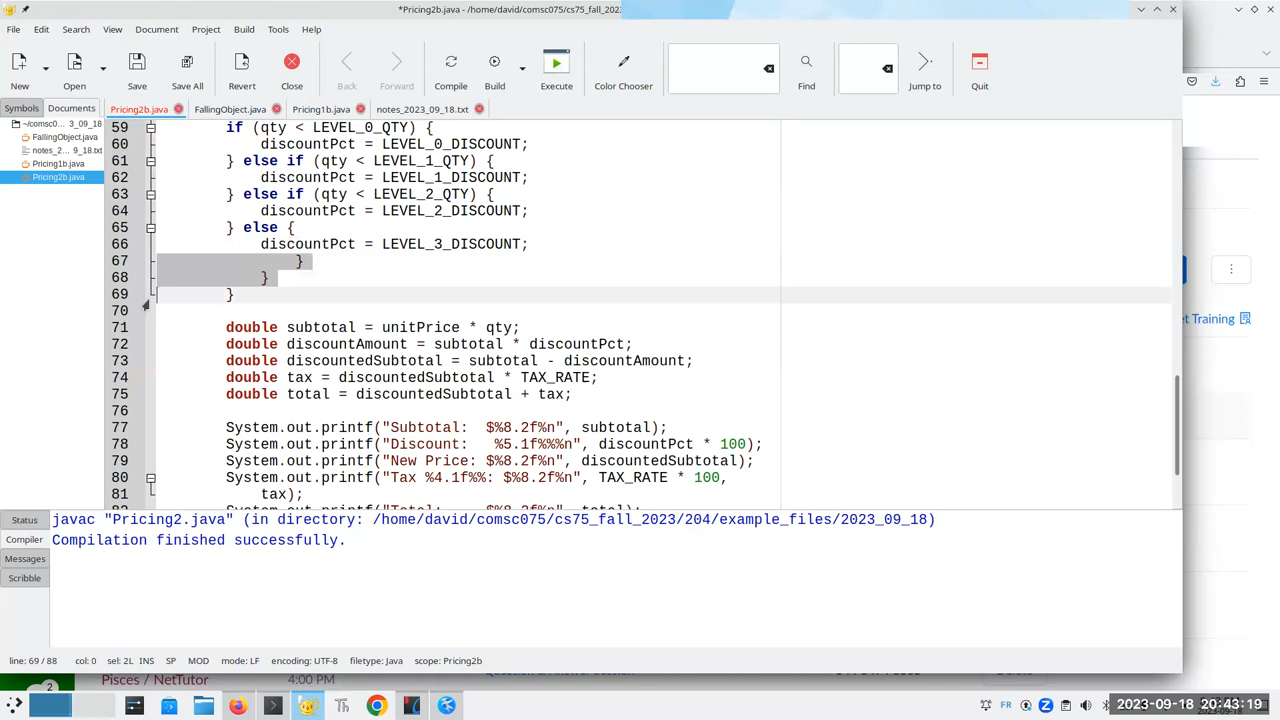 *Pricing2b.java - /home/david/comsc075/cs75_fall_2023
File Edit Search View Document Project Build Tools Help
New Open Save Save All Revert Close Back Forward Compile Build Execute Color Chooser Find Jump to Quit
Symbols Documents Pricing2b.java FallingObject.java Pricing1b.java notes_2023_09_18.txt
~/comsc0... 3_09_18
FallingObject.java
notes_2... 9_18.txt
Pricing1b.java
Pricing2b.java
59 if (qty < LEVEL_0_QTY) {
60 discountPct = LEVEL_0_DISCOUNT;
61 } else if (qty < LEVEL_1_QTY) {
62 discountPct = LEVEL_1_DISCOUNT;
63 } else if (qty < LEVEL_2_QTY) {
64 discountPct = LEVEL_2_DISCOUNT;
65 } else {
66 discountPct = LEVEL_3_DISCOUNT;
67 }
68 }
69 }
70
71 double subtotal = unitPrice * qty;
72 double discountAmount = subtotal * discountPct;
73 double discountedSubtotal = subtotal - discountAmount;
74 double tax = discountedSubtotal * TAX_RATE;
75 double total = discountedSubtotal + tax;
76
77 System.out.printf("Subtotal:  $%8.2f%n", subtotal);
78 System.out.printf("Discount:   %5.1f%%%n", discountPct * 100);
79 System.out.printf("New Price: $%8.2f%n", discountedSubtotal);
80 System.out.printf("Tax %4.1f%%: $%8.2f%n", TAX_RATE * 100,
81 tax);
et Training
Status
Compiler
Messages
Scribble
javac "Pricing2.java" (in directory: /home/david/comsc075/cs75_fall_2023/204/example_files/2023_09_18)
Compilation finished successfully.
line: 69 / 88 col: 0 sel: 2L INS SP MOD mode: LF encoding: UTF-8 filetype: Java scope: Pricing2b
Pisces / NetTutor 4:00 PM
2
FR
2023-09-18 20:43:19